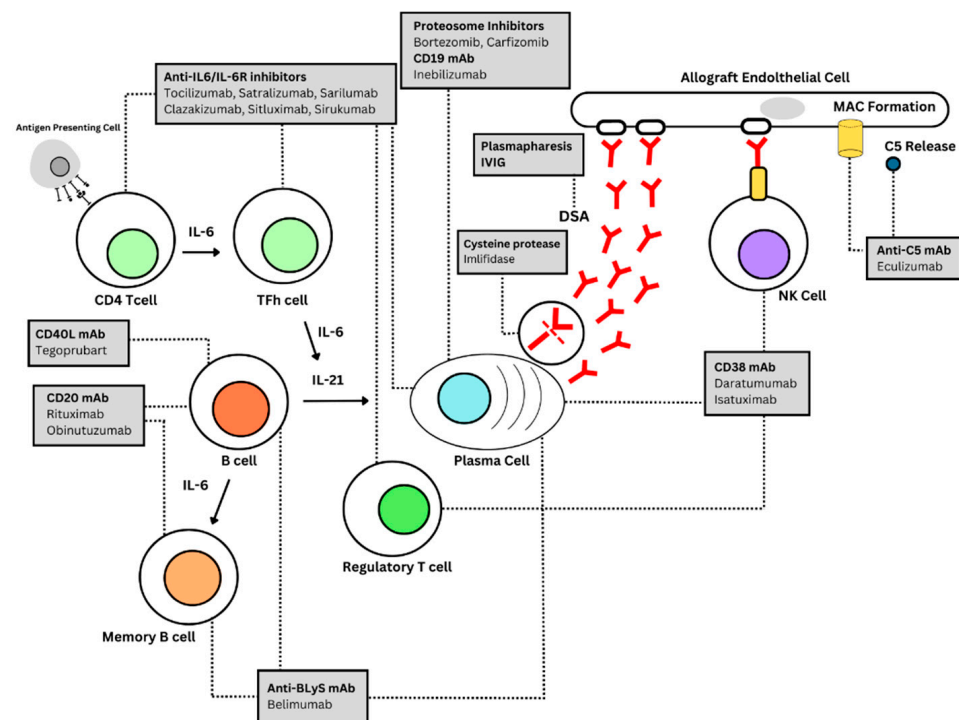 Proteosome Inhibitors
Bortezomib, Carfizomib
CD19 mAb
Inebilizumab
Anti-IL6/IL-6R inhibitors
Tocilizumab, Satralizumab, Sarilumab
Clazakizumab, Sitluximab, Sirukumab
Allograft Endolthelial Cell
MAC Formation
Antigen Presenting Cell
C5 Release
Plasmapharesis
IVIG
DSA
IL-6
Cysteine protease
Imlifidase
Anti-C5 mAb
Eculizumab
CD4 Tcell
TFh cell
NK Cell
CD40L mAb
Tegoprubart
IL-6
IL-21
CD38 mAb
Daratumumab
Isatuximab
CD20 mAb
Rituximab
Obinutuzumab
B cell
Plasma Cell
IL-6
Regulatory T cell
Memory B cell
Anti-BLyS mAb
Belimumab